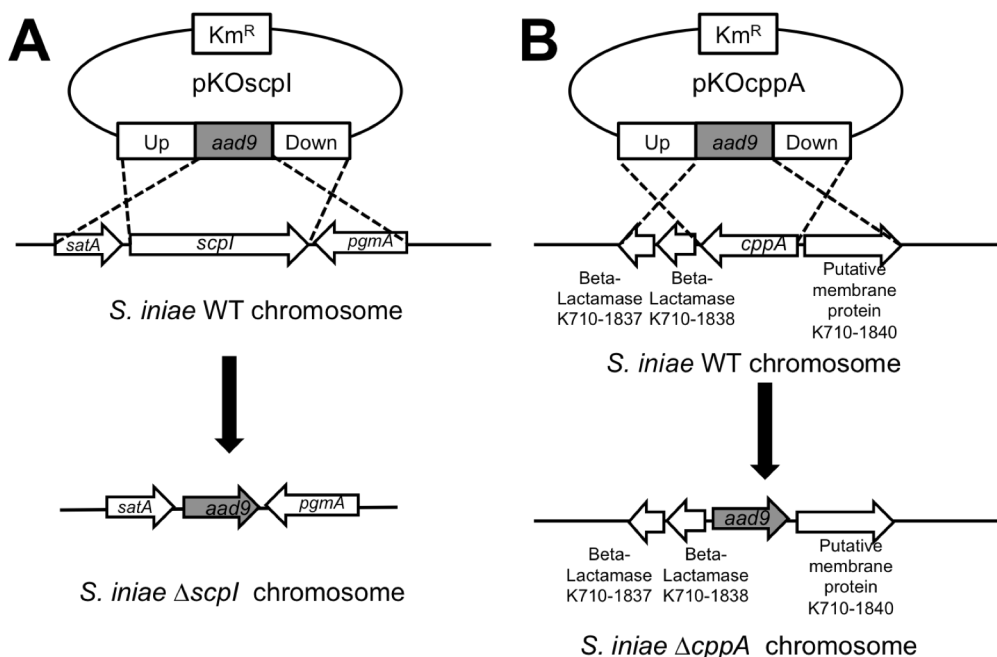 A
Km^R
pKOscpI
Up aad9 Down
satA scpI pgmA
S. iniae WT chromosome
satA aad9 pgmA
S. iniae ΔscpI chromosome
B
Km^R
pKOcppA
Up aad9 Down
cppA
Beta-
Lactamase
K710-1837
Beta-
Lactamase
K710-1838
Putative
membrane
protein
K710-1840
S. iniae WT chromosome
aad9
Beta-
Lactamase
K710-1837
Beta-
Lactamase
K710-1838
Putative
membrane
protein
K710-1840
S. iniae ΔcppA chromosome